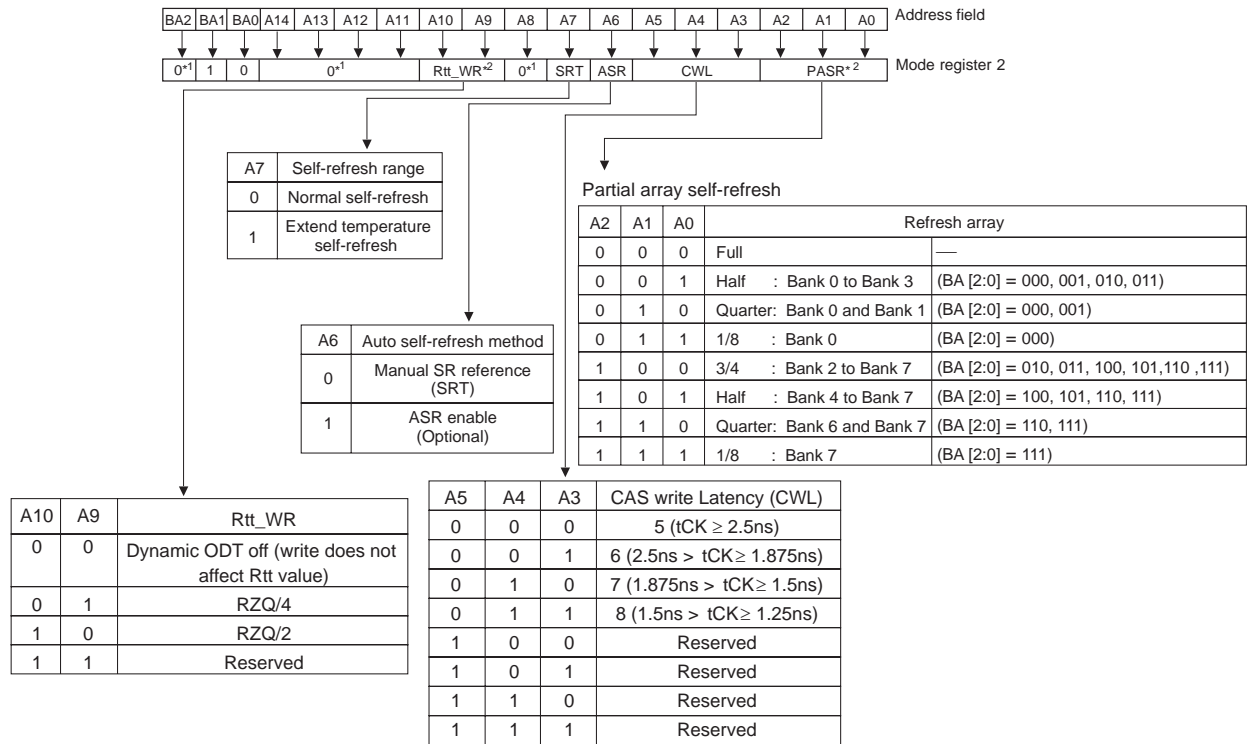 BA2 BA1 BA0 A14 A13 A12 A11 A10 A9 A8 A7 A6 A5 A4 A3 A2 A1 A0 Address field
0*1 1 0 0*1 Rtt_WR*2 0*1 SRT ASR CWL PASR*2 Mode register 2
A7 Self-refresh range
0 Normal self-refresh
1 Extend temperature
self-refresh
Partial array self-refresh
A2 A1 A0 Refresh array
0 0 0 Full —
0 0 1 Half : Bank 0 to Bank 3 (BA [2:0] = 000, 001, 010, 011)
0 1 0 Quarter: Bank 0 and Bank 1 (BA [2:0] = 000, 001)
0 1 1 1/8 : Bank 0 (BA [2:0] = 000)
1 0 0 3/4 : Bank 2 to Bank 7 (BA [2:0] = 010, 011, 100, 101,110 ,111)
1 0 1 Half : Bank 4 to Bank 7 (BA [2:0] = 100, 101, 110, 111)
1 1 0 Quarter: Bank 6 and Bank 7 (BA [2:0] = 110, 111)
1 1 1 1/8 : Bank 7 (BA [2:0] = 111)
A6 Auto self-refresh method
0 Manual SR reference
(SRT)
1 ASR enable
(Optional)
A10 A9 Rtt_WR
0 0 Dynamic ODT off (write does not
affect Rtt value)
0 1 RZQ/4
1 0 RZQ/2
1 1 Reserved
A5 A4 A3 CAS write Latency (CWL)
0 0 0 5 (tCK ≥ 2.5ns)
0 0 1 6 (2.5ns > tCK≥ 1.875ns)
0 1 0 7 (1.875ns > tCK≥ 1.5ns)
0 1 1 8 (1.5ns > tCK≥ 1.25ns)
1 0 0 Reserved
1 0 1 Reserved
1 1 0 Reserved
1 1 1 Reserved